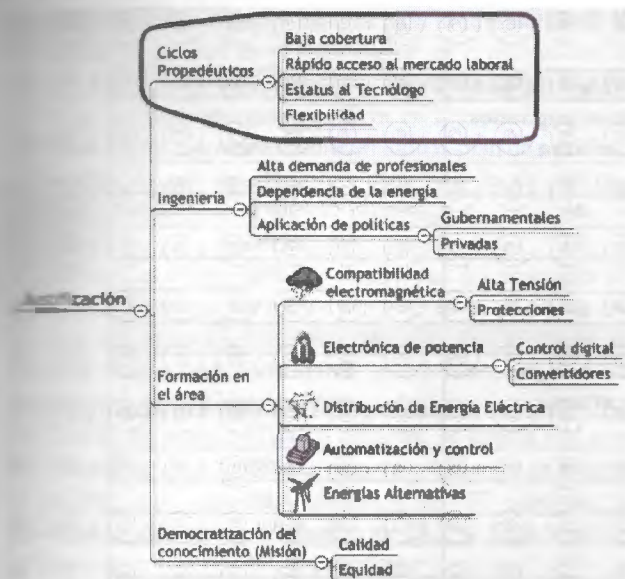 Ciclos
Propedéuticos
Baja cobertura
Rápido acceso al mercado laboral
Estatus al Tecnólogo
Flexibilidad
Ingeniería
Alta demanda de profesionales
Dependencia de la energía
Aplicación de políticas
Gubernamentales
Privadas
Justificación
Formación en
el área
Compatibilidad
electromagnética
Alta Tensión
Protecciones
Electrónica de potencia
Control digital
Convertidores
Distribución de Energía Eléctrica
Automatización y control
Energías Alternativas
Democratización del
conocimiento (Misión)
Calidad
Equidad